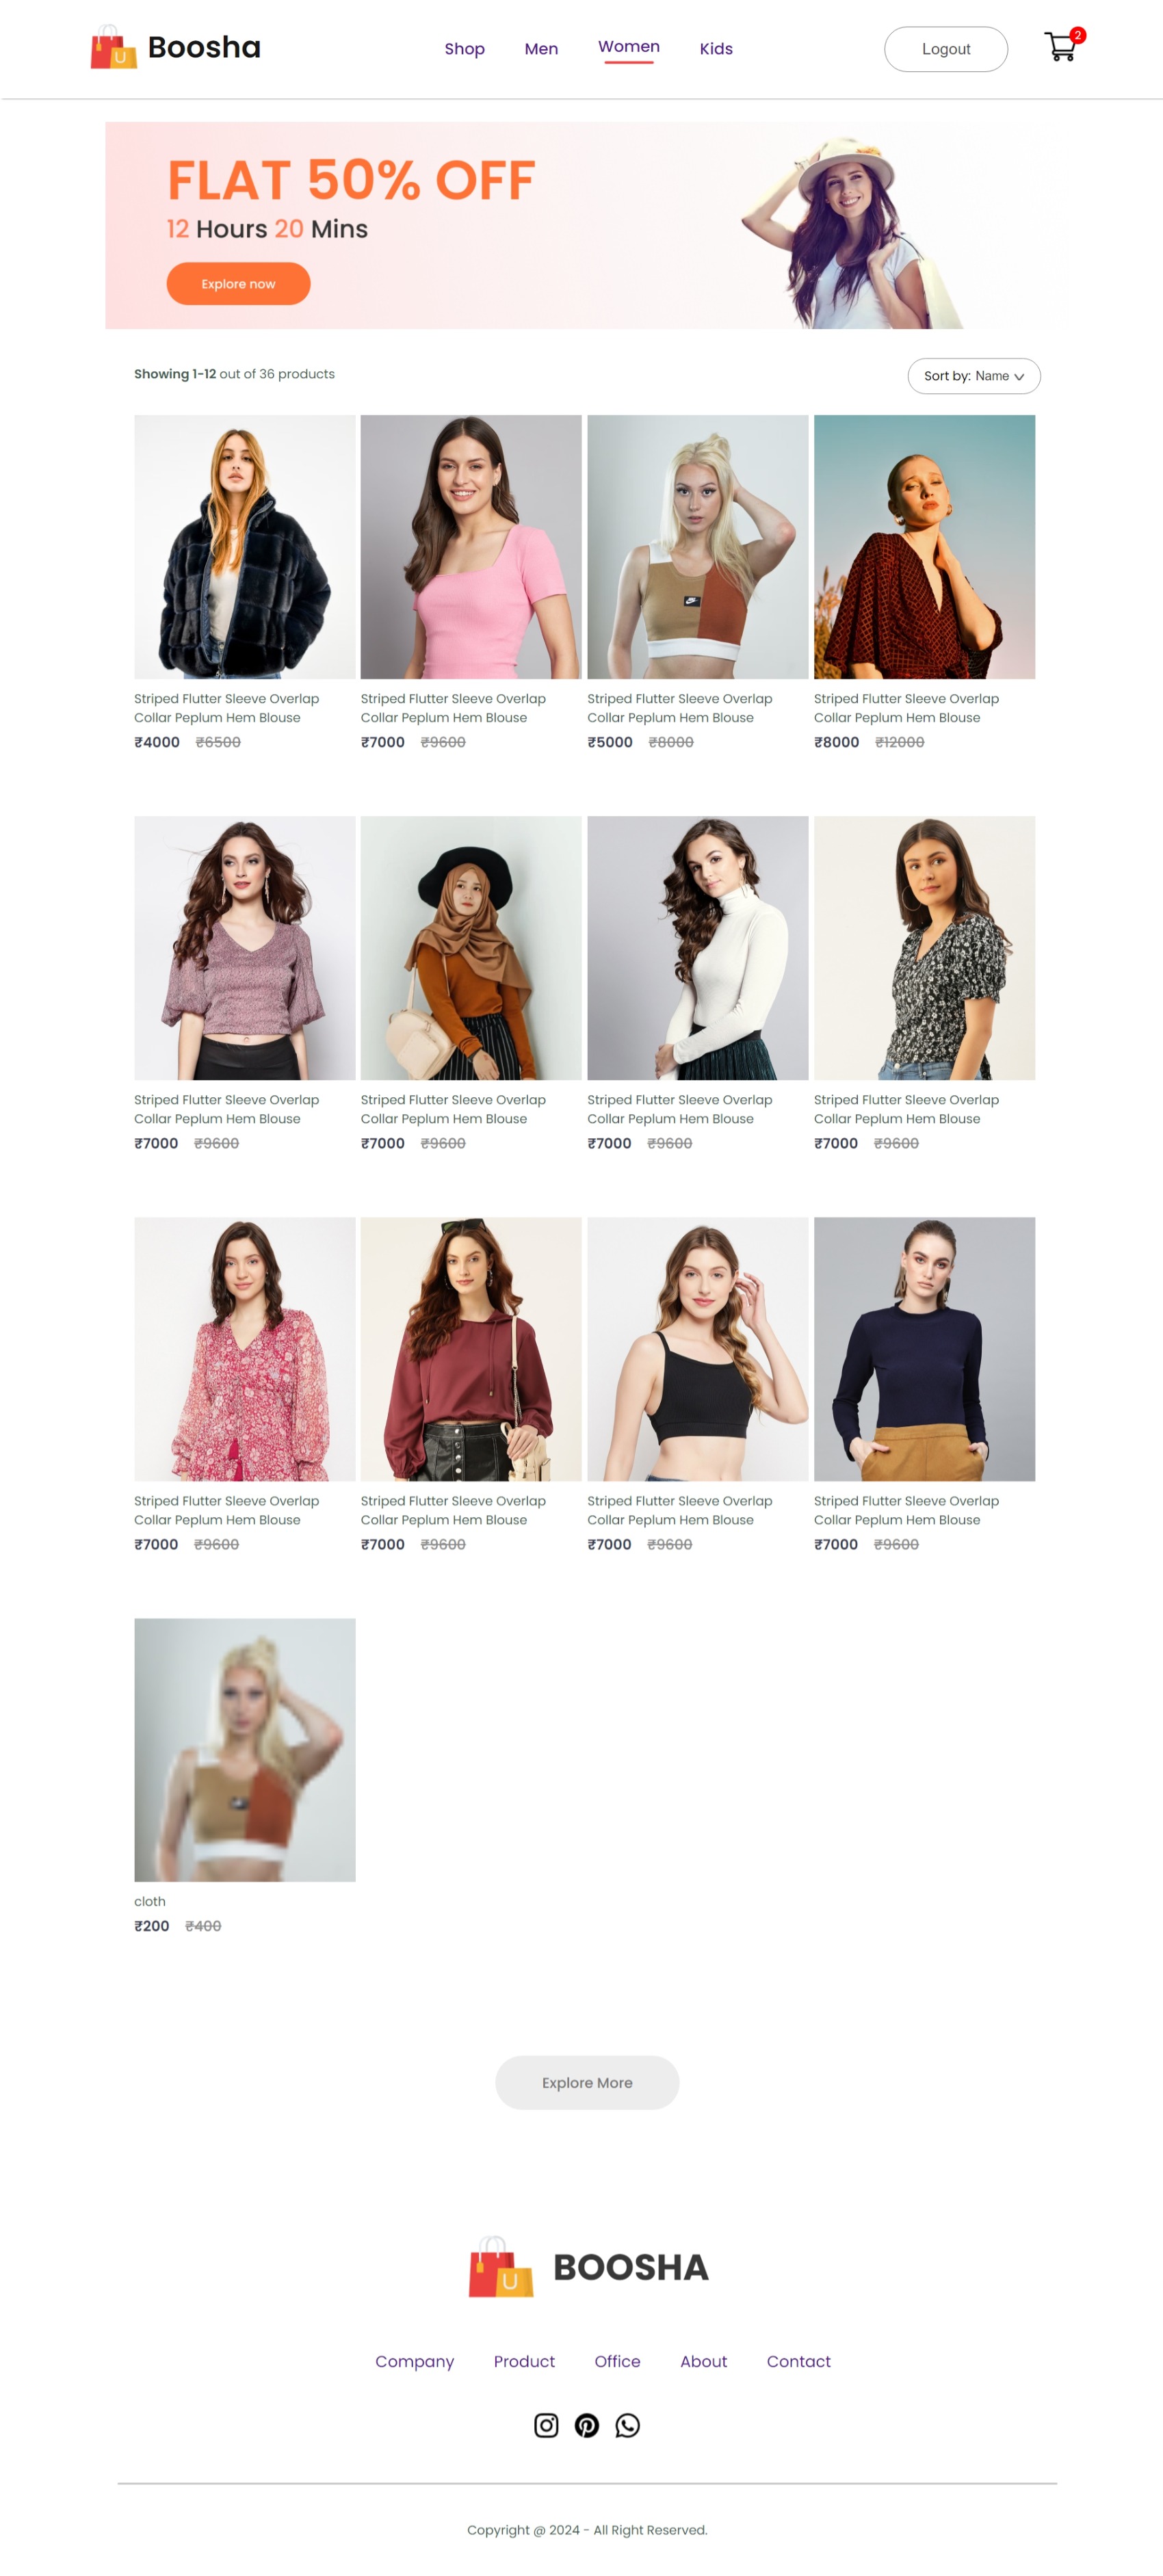 Boosha
Shop Men Women Kids
Logout
2
FLAT 50% OFF
12 Hours 20 Mins
Explore now
Showing 1-12 out of 36 products
Sort by: Name
Striped Flutter Sleeve Overlap
Collar Peplum Hem Blouse
₹4000 ₹6500
Striped Flutter Sleeve Overlap
Collar Peplum Hem Blouse
₹7000 ₹9600
Striped Flutter Sleeve Overlap
Collar Peplum Hem Blouse
₹5000 ₹8000
Striped Flutter Sleeve Overlap
Collar Peplum Hem Blouse
₹8000 ₹12000
Striped Flutter Sleeve Overlap
Collar Peplum Hem Blouse
₹7000 ₹9600
Striped Flutter Sleeve Overlap
Collar Peplum Hem Blouse
₹7000 ₹9600
Striped Flutter Sleeve Overlap
Collar Peplum Hem Blouse
₹7000 ₹9600
Striped Flutter Sleeve Overlap
Collar Peplum Hem Blouse
₹7000 ₹9600
Striped Flutter Sleeve Overlap
Collar Peplum Hem Blouse
₹7000 ₹9600
Striped Flutter Sleeve Overlap
Collar Peplum Hem Blouse
₹7000 ₹9600
Striped Flutter Sleeve Overlap
Collar Peplum Hem Blouse
₹7000 ₹9600
Striped Flutter Sleeve Overlap
Collar Peplum Hem Blouse
₹7000 ₹9600
cloth
₹200 ₹400
Explore More
U
BOOSHA
Company Product Office About Contact
Copyright @ 2024 - All Right Reserved.